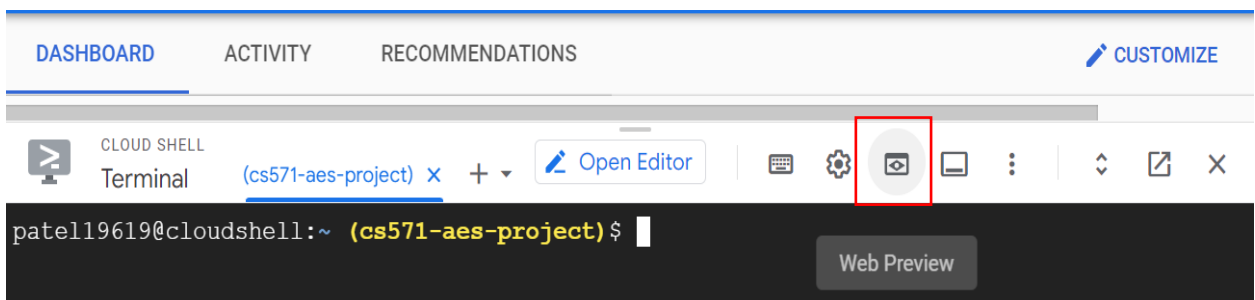 DASHBOARD ACTIVITY RECOMMENDATIONS CUSTOMIZE
CLOUD SHELL
Terminal (cs571-aes-project) Open Editor
patel19619@cloudshell:~ (cs571-aes-project)$
Web Preview